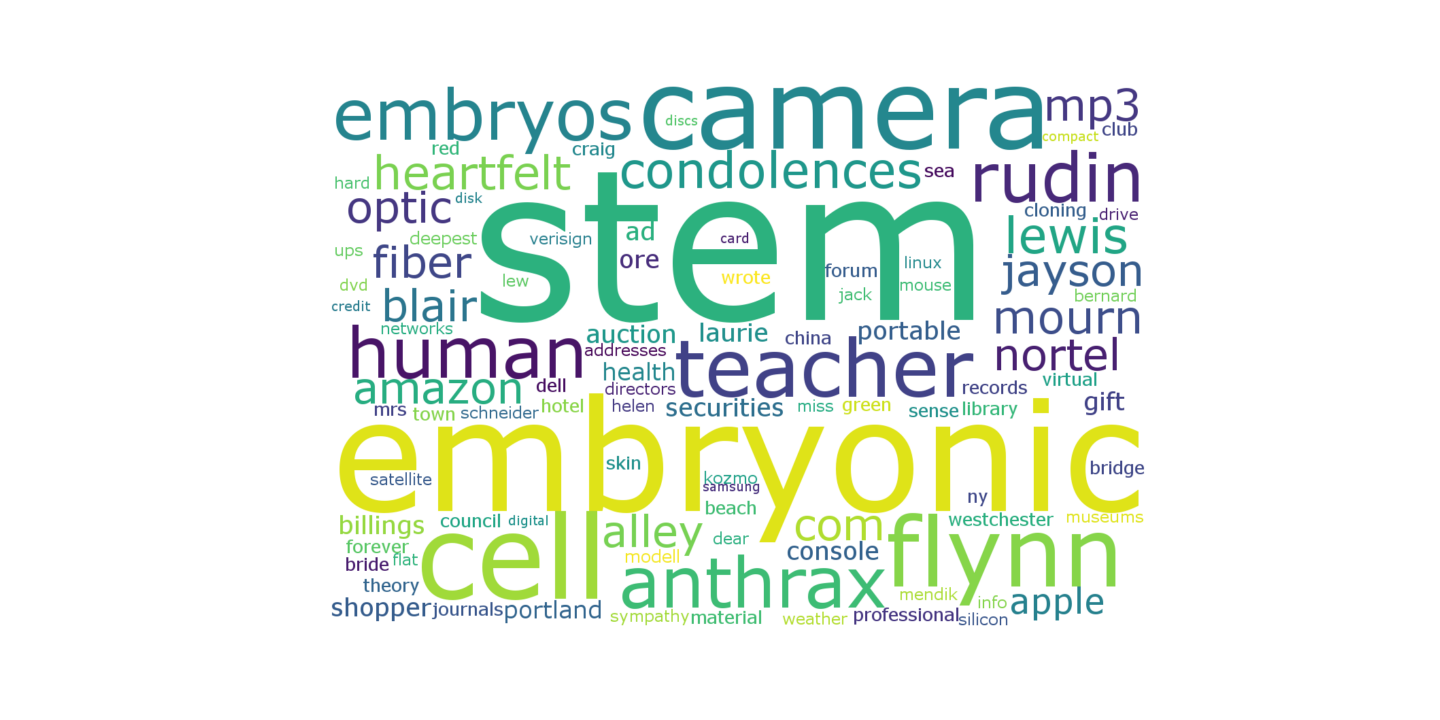 embryos
camera
mp3
discs
compact
club
red
craig
heartfelt
condolences
sea
rudin
hard
disk
optic
cloning
drive
deepest
verisign
ad
card
lewis
ups
fiber
ore
stem
forum
linux
jayson
dvd
lew
wrote
jack
mouse
bernard
credit
blair
mourn
networks
auction
laurie
china
portable
human
addresses
teacher
nortel
amazon
dell
health
directors
records
virtual
mrs
town
schneider
hotel
helen
securities
miss
green
sense
library
gift
embryonic
skin
bridge
satellite
kozmo
samsung
ny
beach
billings
council
digital
alley
com
westchester
museums
forever
flat
cell
dear
console
flynn
bride
modell
theory
anthrax
mendik
info
apple
shopper
journals
portland
sympathy
material
weather
professional
silicon